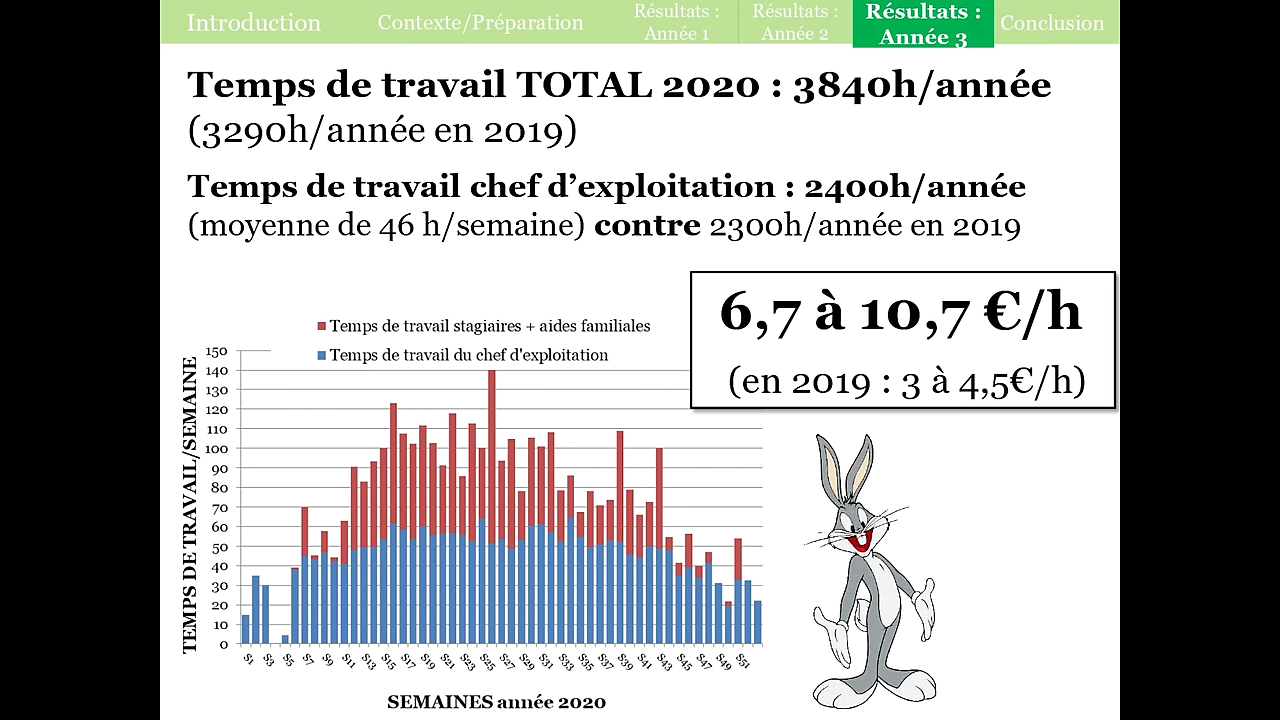 Introduction
Contexte/Préparation
Résultats :
Année 1
Résultats :
Année 2
Résultats :
Année 3
Conclusion
Temps de travail TOTAL 2020 : 3840h/année
(3290h/année en 2019)
Temps de travail chef d’exploitation : 2400h/année
(moyenne de 46 h/semaine) contre 2300h/année en 2019
6,7 à 10,7 €/h
(en 2019 : 3 à 4,5€/h)
Temps de travail stagiaires + aides familiales
Temps de travail du chef d'exploitation
TEMPS DE TRAVAIL/SEMAINE
150
140
130
120
110
100
90
80
70
60
50
40
30
20
10
0
S1 S3 S5 S7 S9 S11 S13 S15 S17 S19 S21 S23 S25 S27 S29 S31 S33 S35 S37 S39 S41 S43 S45 S47 S49 S51
SEMAINES année 2020